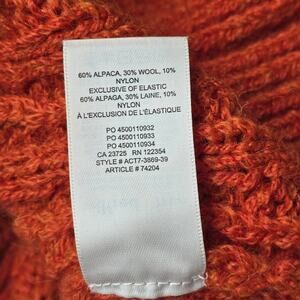 60% ALPACA, 30% WOOL, 10%
NYLON
EXCLUSIVE OF ELASTIC
60% ALPAGA, 30% LAINE, 10%
NYLON
À L'EXCLUSION DE L'ÉLASTIQUE
PO 4500110932
PO 4500110933
PO 4500110934
CA 23725 RN 122354
STYLE # ACT7-3869-39
ARTICLE # 74204